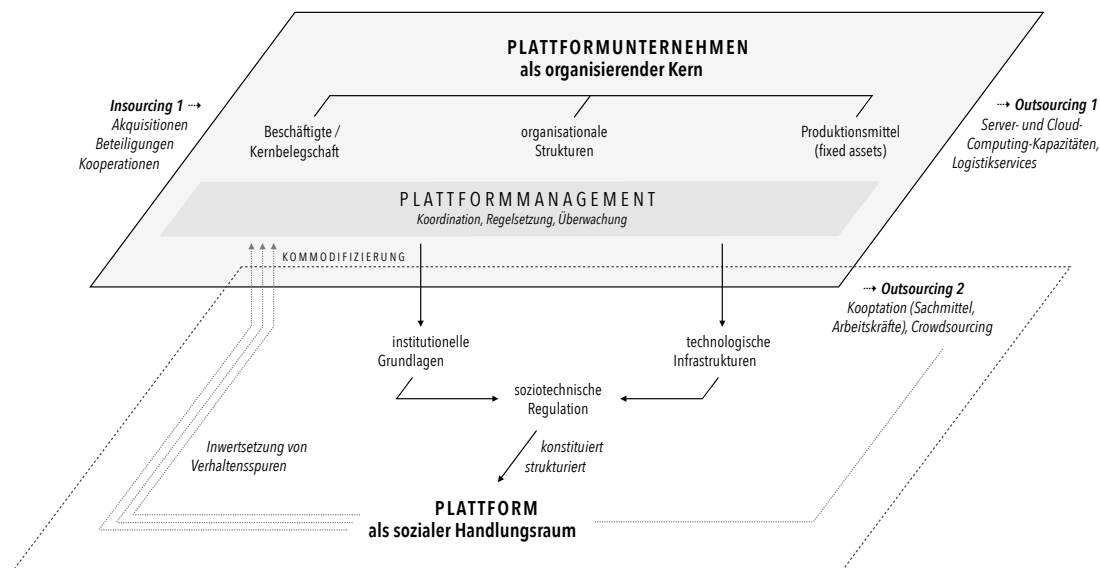 PLATTFORMUNTERNEHMEN
als organisierender Kern
Insourcing 1 ⇢
Akquisitionen
Beteiligungen
Kooperationen
Beschäftigte /
Kernbelegschaft
organisationale
Strukturen
Produktionsmittel
(fixed assets)
⇢ Outsourcing 1
Server- und Cloud-
Computing-Kapazitäten,
Logistikservices
PLATTFORMMANAGEMENT
Koordination, Regelsetzung, Überwachung
KOMMODIFIZIERUNG
⇢ Outsourcing 2
Kooptation (Sachmittel,
Arbeitskräfte), Crowdsourcing
institutionelle
Grundlagen
technologische
Infrastrukturen
soziotechnische
Regulation
Inwertsetzung von
Verhaltensspuren
konstituiert
strukturiert
PLATTFORM
als sozialer Handlungsraum